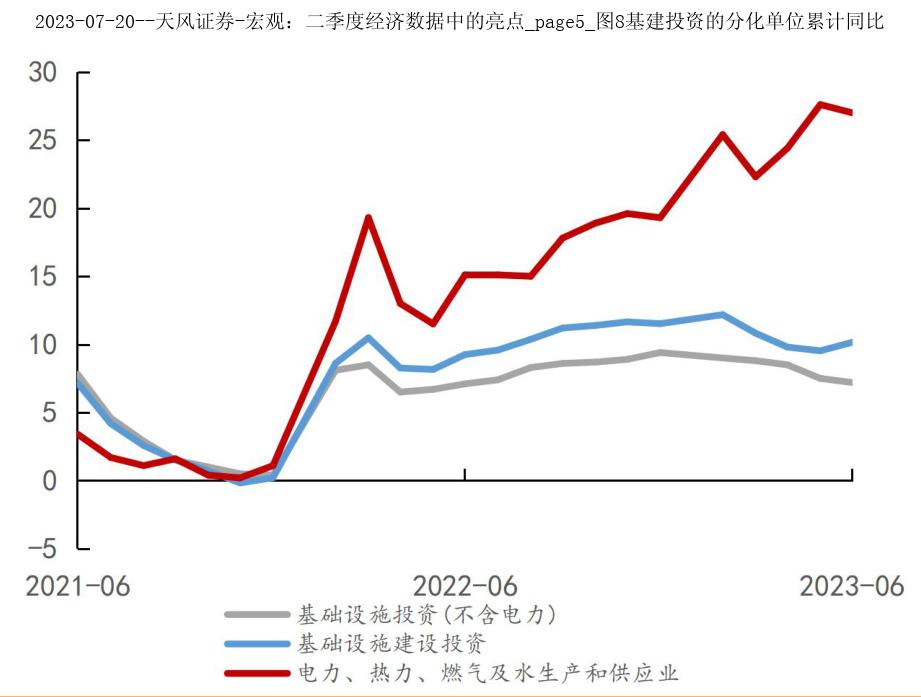 2023-07-20--天风证券-宏观：二季度经济数据中的亮点_page5_图8基建投资的分化单位累计同比
30
25
20
15
10
5
0
-5
2021-06 2022-06 2023-06
基础设施投资(不含电力)
基础设施建设投资
电力、热力、燃气及水生产和供应业